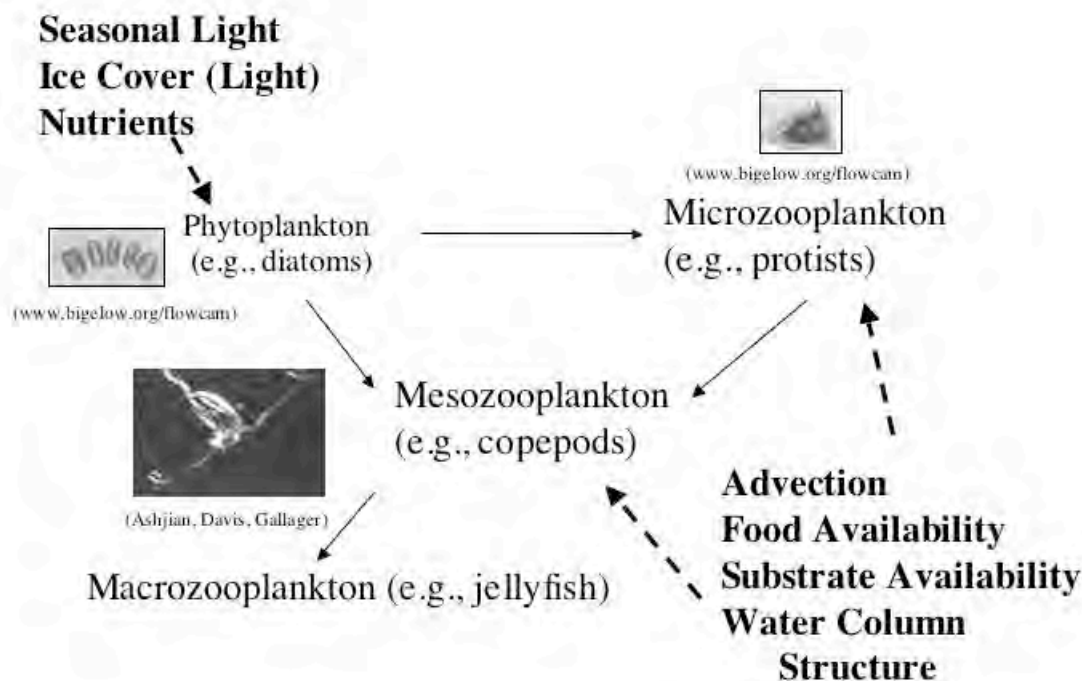 Seasonal Light
Ice Cover (Light)
Nutrients
(www.bigelow.org/flowcam)
Phytoplankton
(e.g., diatoms)
(www.bigelow.org/flowcam)
Microzooplankton
(e.g., protists)
Mesozooplankton
(e.g., copepods)
(Ashjian, Davis, Gallager)
Macrozooplankton (e.g., jellyfish)
Advection
Food Availability
Substrate Availability
Water Column
Structure